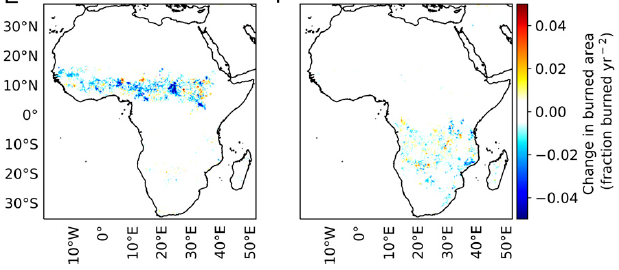 30°N
20°N
10°N
0°
10°S
20°S
30°S
10°W
0°
10°E
20°E
30°E
40°E
50°E
10°W
0°
10°E
20°E
30°E
40°E
50°E
0.04
0.02
0.00
−0.02
−0.04
Change in burned area
(fraction burned yr⁻²)